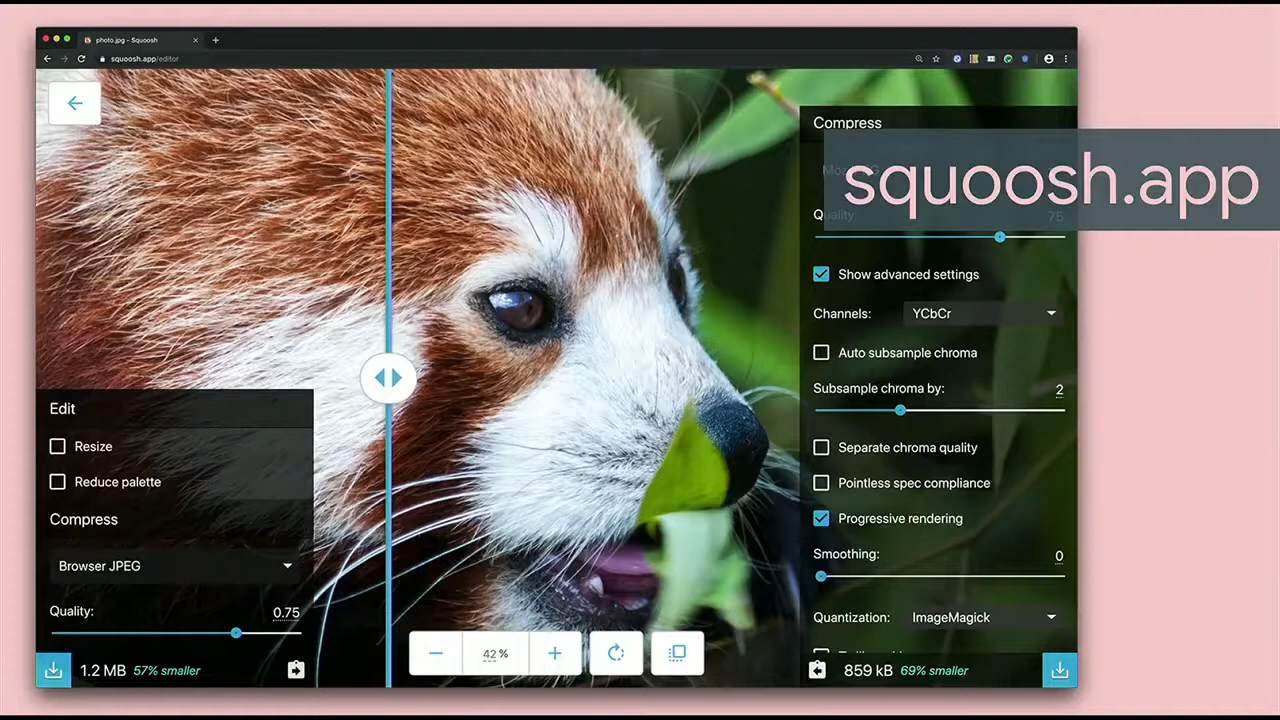 photo.jpg - Squoosh
squoosh.app/editor
Compress
squoosh.app
Quality
75
Show advanced settings
Channels:
YCbCr
Auto subsample chroma
Subsample chroma by:
2
Separate chroma quality
Pointless spec compliance
Progressive rendering
Smoothing:
0
Quantization:
ImageMagick
859 kB 69% smaller
Edit
Resize
Reduce palette
Compress
Browser JPEG
Quality:
0.75
1.2 MB 57% smaller
42 %